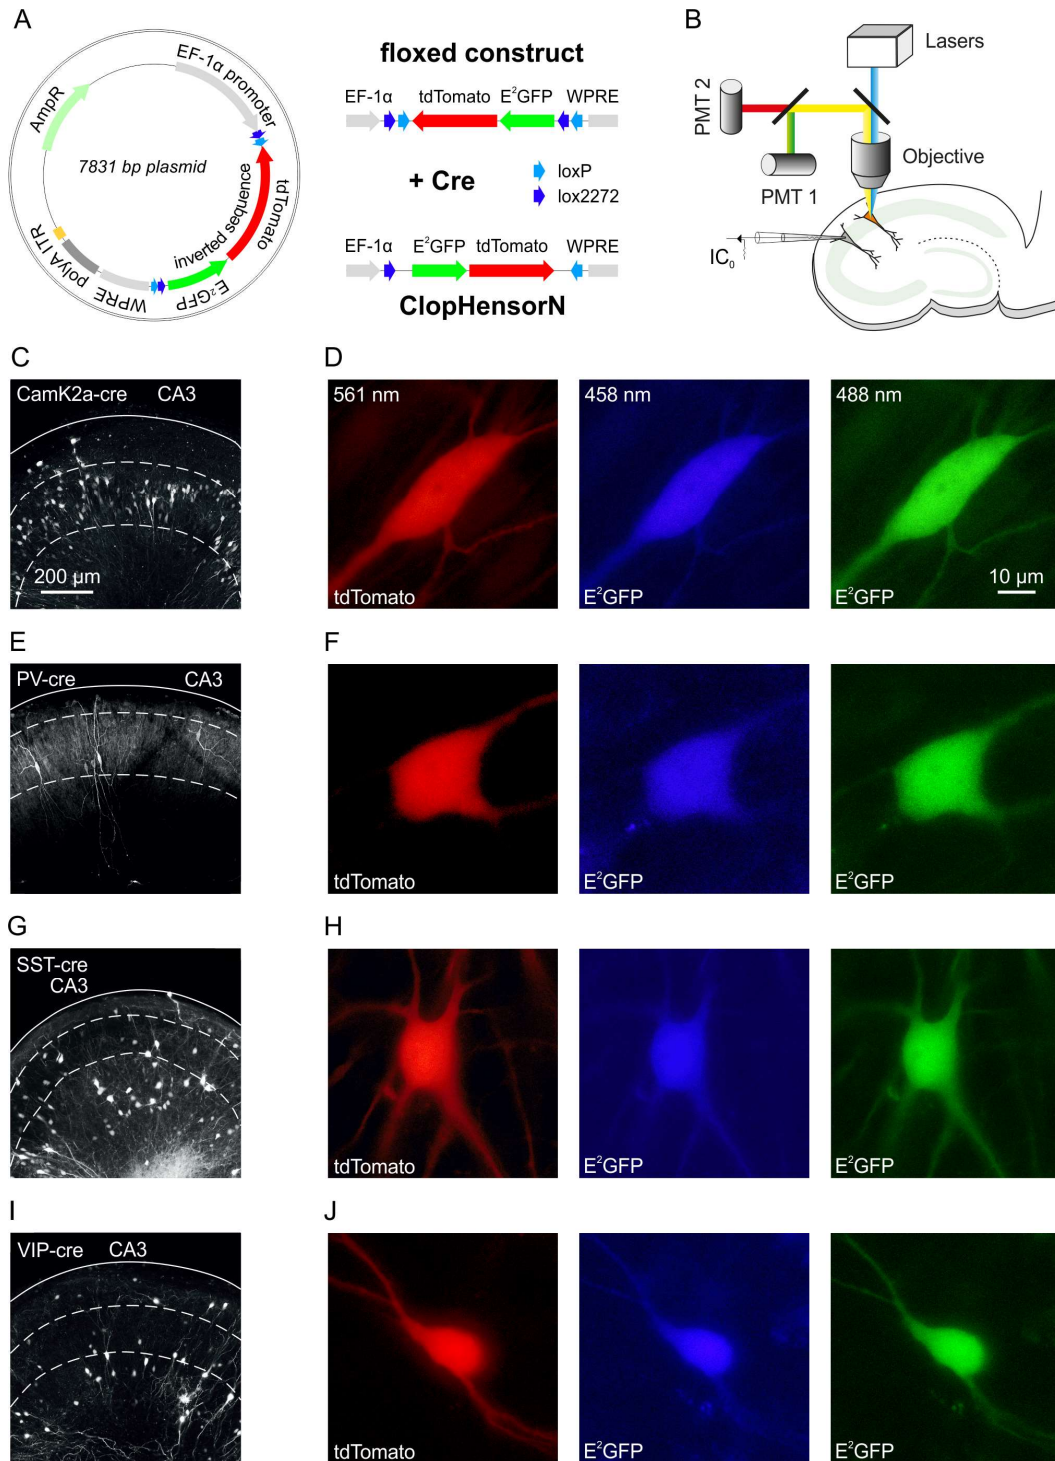 A
EF-1α promoter
AmpR
7831 bp plasmid
inverted sequence
tdTomato
E²GFP
WPRE
polyA ITR
floxed construct
EF-1α tdTomato E²GFP WPRE
+ Cre
loxP
lox2272
EF-1α E²GFP tdTomato WPRE
ClopHensorN
B
Lasers
PMT 2
Objective
PMT 1
IC₀
C
CamK2a-cre CA3
200 µm
D
561 nm
tdTomato
458 nm
E²GFP
488 nm
10 µm
E²GFP
E
PV-cre CA3
F
tdTomato
E²GFP
E²GFP
G
SST-cre
CA3
H
tdTomato
E²GFP
E²GFP
I
VIP-cre CA3
J
tdTomato
E²GFP
E²GFP